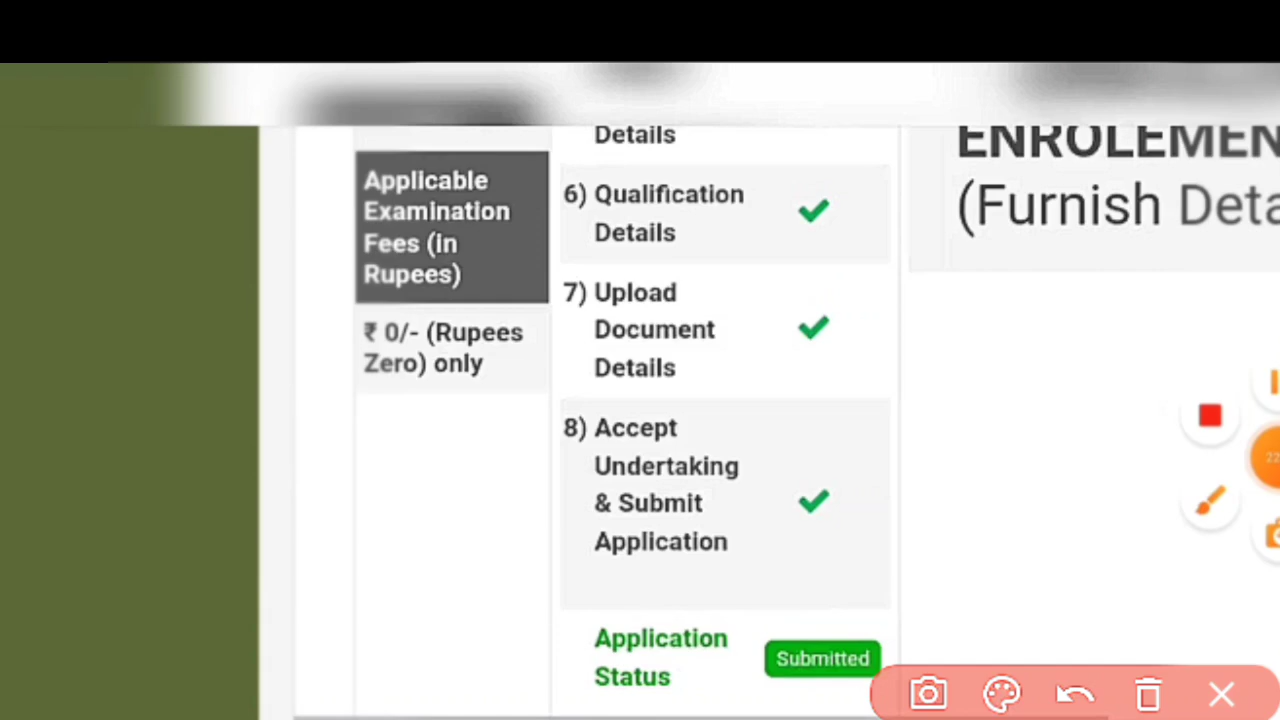 Applicable
Examination
Fees (in
Rupees)
₹ 0/- (Rupees
Zero) only
Details
6) Qualification
Details
7) Upload
Document
Details
8) Accept
Undertaking
& Submit
Application
Application
Status
Submitted
ENROLEMEN
(Furnish Deta
22